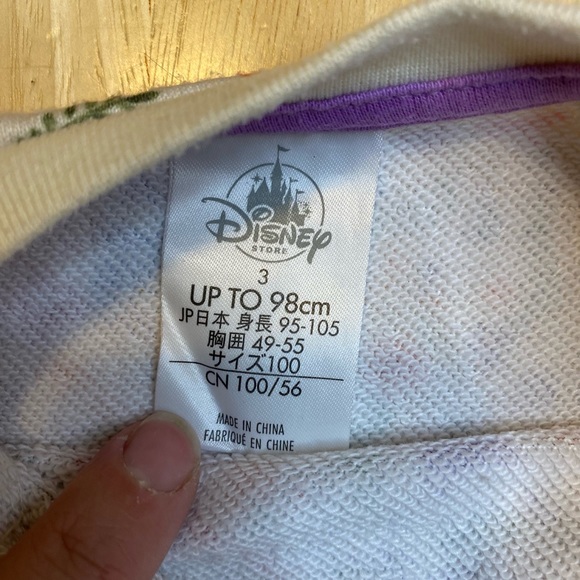 Disney
STORE
3
UP TO 98cm
JP日本 身長 95-105
胸囲 49-55
サイズ100
CN 100/56
MADE IN CHINA
FABRIQUÉ EN CHINE